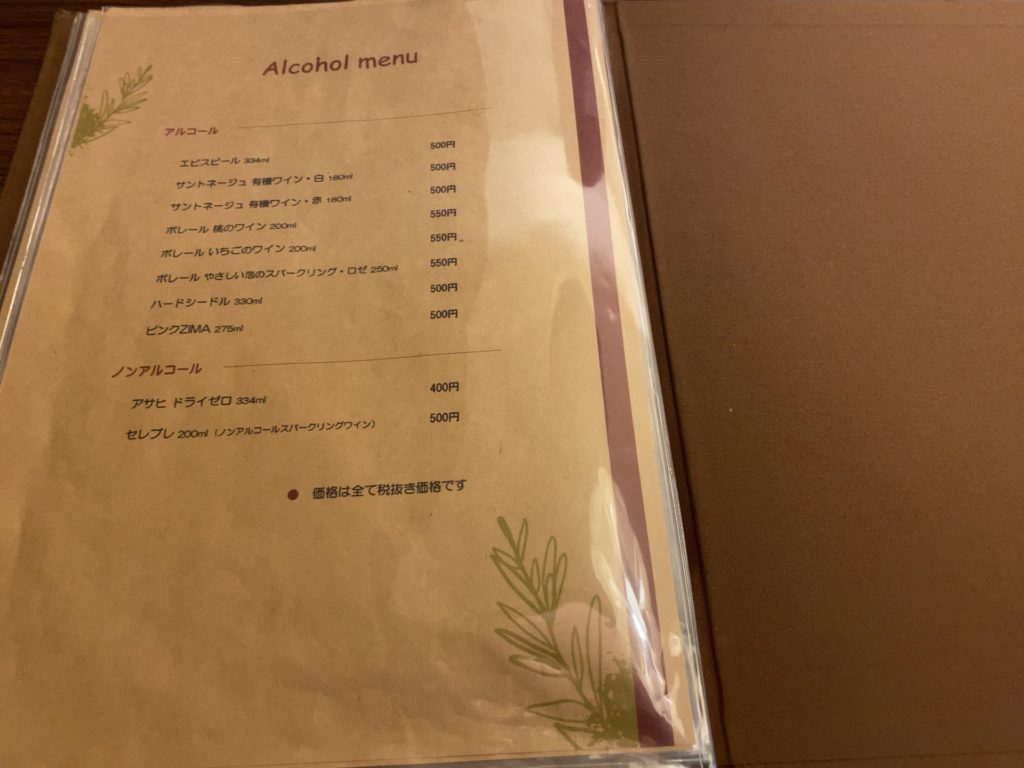 Alcohol menu
アルコール
エビスビール 334ml 500円
サントネージュ 有機ワイン・白 180ml 500円
サントネージュ 有機ワイン・赤 180ml 500円
ポレール 桃のワイン 200ml 550円
ポレール いちごのワイン 200ml 550円
ポレール やさしい泡のスパークリング・ロゼ 250ml 550円
ハードシードル 330ml 500円
ピンクZIMA 275ml 500円
ノンアルコール
アサヒ ドライゼロ 334ml 400円
セレブレ 200ml (ノンアルコールスパークリングワイン) 500円
● 価格は全て税抜き価格です